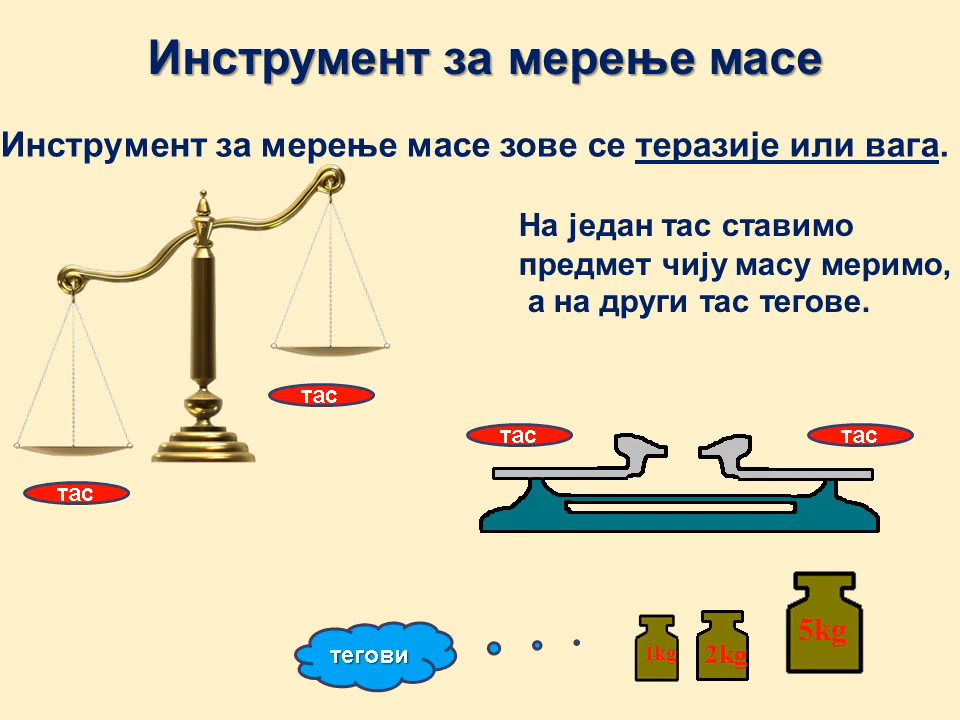 Инструмент за мерење масе
Инструмент за мерење масе зове се теразије или вага.
На један тас ставимо
предмет чију масу меримо,
а на други тас тегове.
тас
тас
тас
тас
тегови
1kg
2kg
5kg